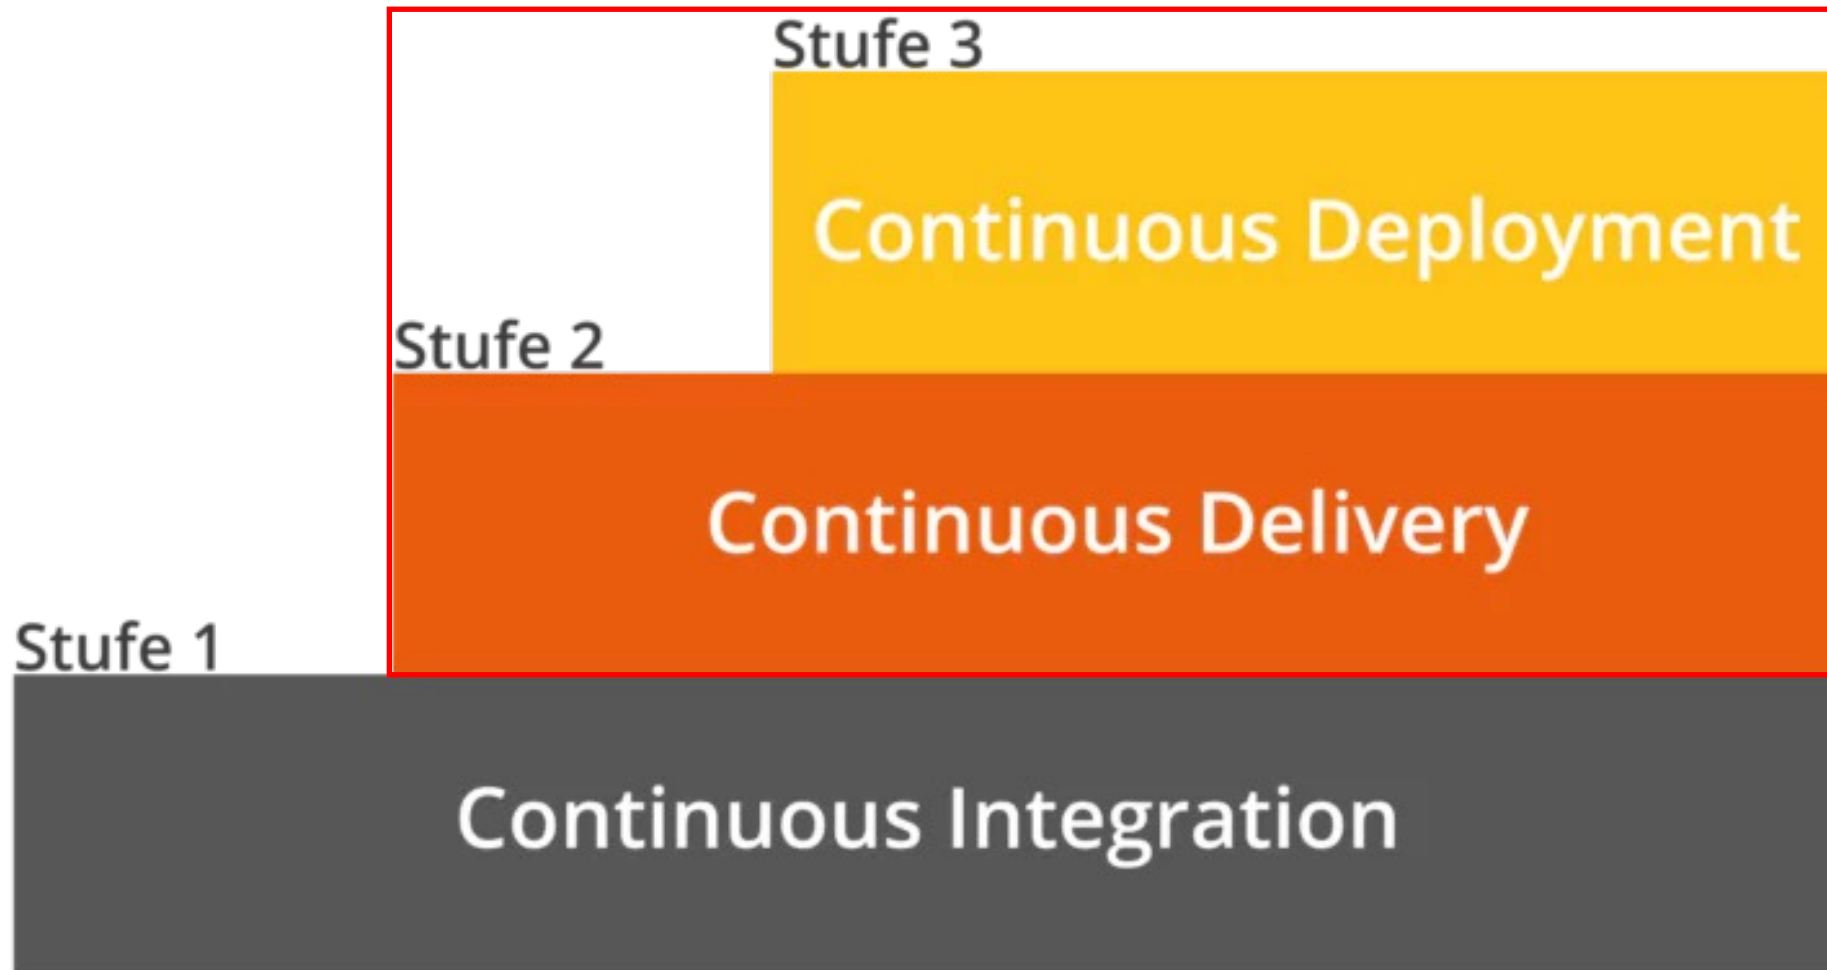 Stufe 3
Continuous Deployment
Stufe 2
Continuous Delivery
Stufe 1
Continuous Integration